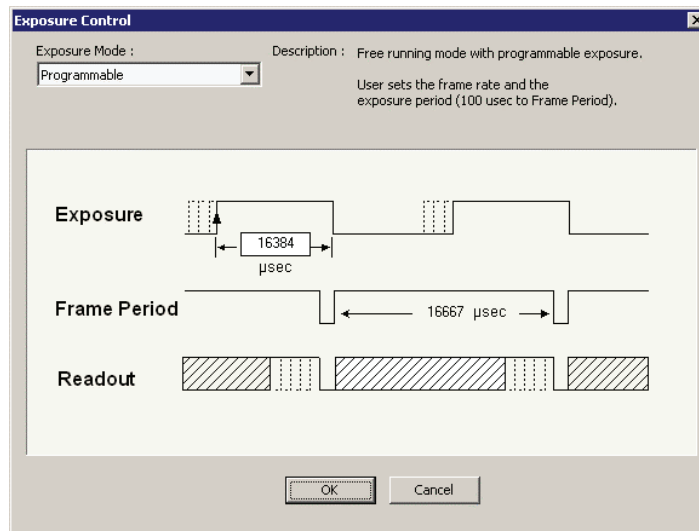 Exposure Control
Exposure Mode :
Programmable
Description :
Free running mode with programmable exposure.
User sets the frame rate and the
exposure period (100 usec to Frame Period).
Exposure
16384
µsec
Frame Period
16667 µsec
Readout
OK
Cancel